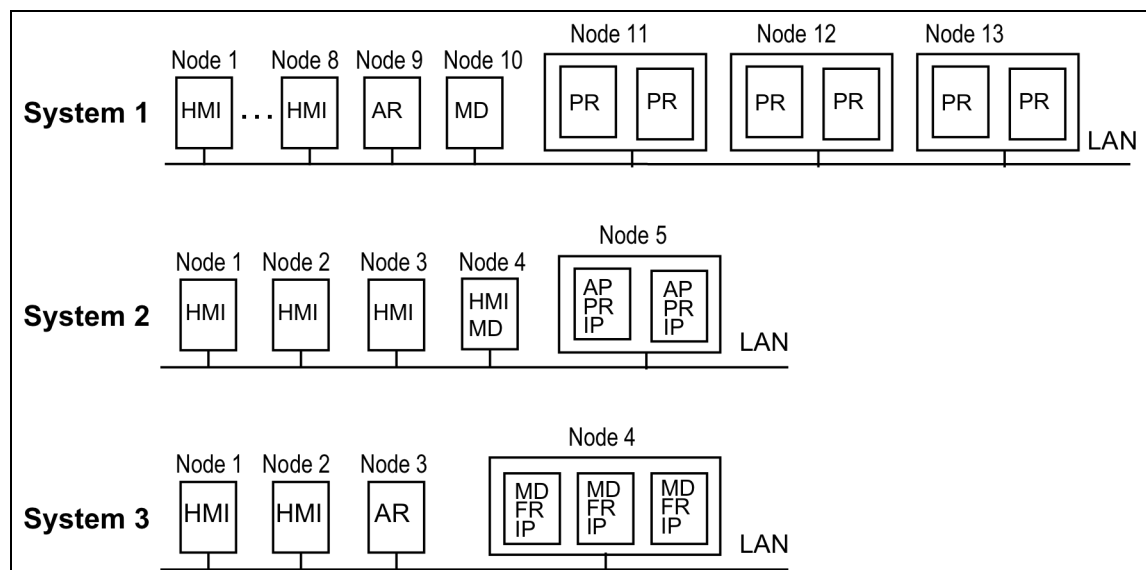 Node 11 Node 12 Node 13
Node 1 Node 8 Node 9 Node 10
System 1 HMI ... HMI AR MD PR PR PR PR PR PR
LAN
Node 5
Node 1 Node 2 Node 3 Node 4
System 2 HMI HMI HMI HMI AP AP
MD PR PR
IP IP
LAN
Node 4
Node 1 Node 2 Node 3
System 3 HMI HMI AR MD MD MD
FR FR FR
IP IP IP
LAN